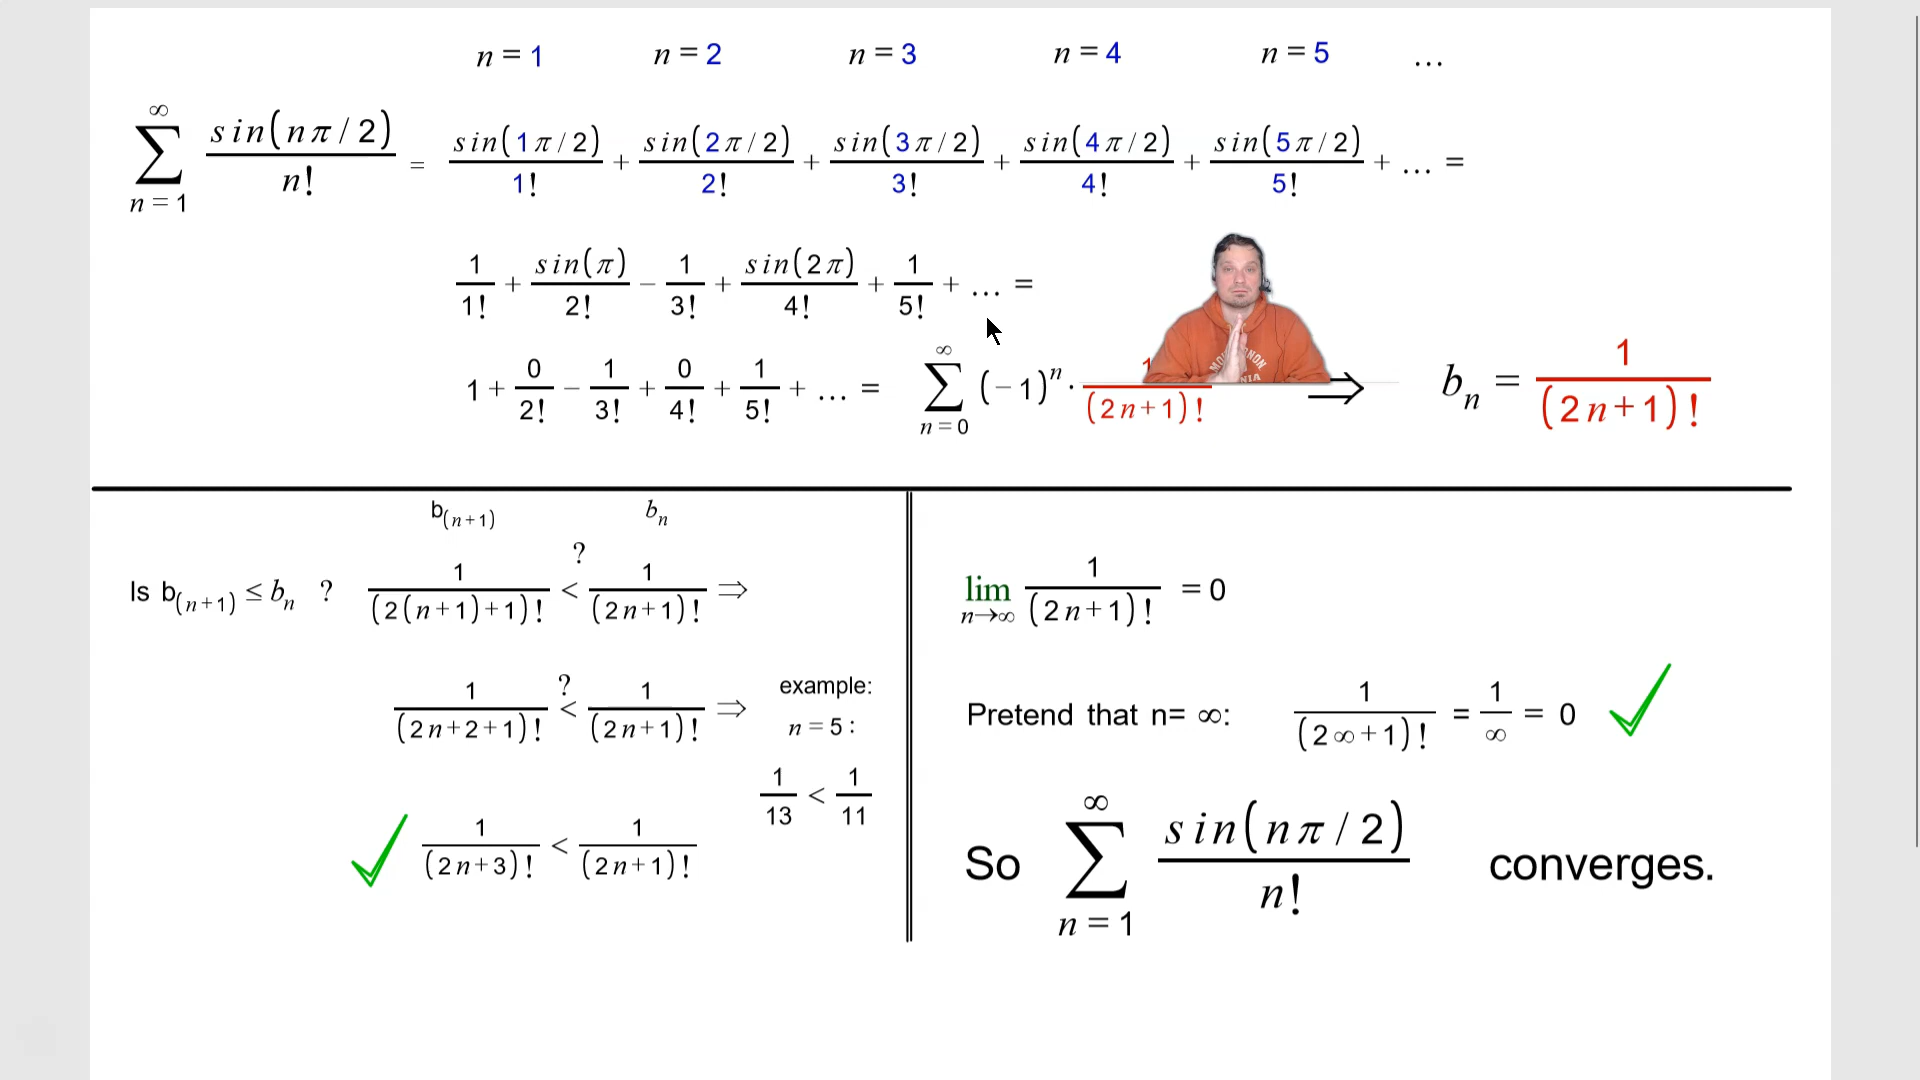 n = 1 n = 2 n = 3 n = 4 n = 5 ...
∞ ∑ n = 1 sin(nπ/2) / n! = sin(1π/2) / 1! + sin(2π/2) / 2! + sin(3π/2) / 3! + sin(4π/2) / 4! + sin(5π/2) / 5! + ... =
1 / 1! + sin(π) / 2! − 1 / 3! + sin(2π) / 4! + 1 / 5! + ... =
1 + 0 / 2! − 1 / 3! + 0 / 4! + 1 / 5! + ... = ∞ ∑ n = 0 (−1)^n · 1 / (2n+1)! ⇒ b_n = 1 / (2n+1)!
b_(n+1) b_n
Is b_(n+1) ≤ b_n ? 1 / (2(n+1)+1)! ? < 1 / (2n+1)! ⇒
1 / (2n+2+1)! ? < 1 / (2n+1)! ⇒
example:
n = 5 :
1 / 13 < 1 / 11
1 / (2n+3)! < 1 / (2n+1)!
lim n→∞ 1 / (2n+1)! = 0
Pretend that n= ∞: 1 / (2∞+1)! = 1 / ∞ = 0
So ∞ ∑ n = 1 sin(nπ/2) / n! converges.